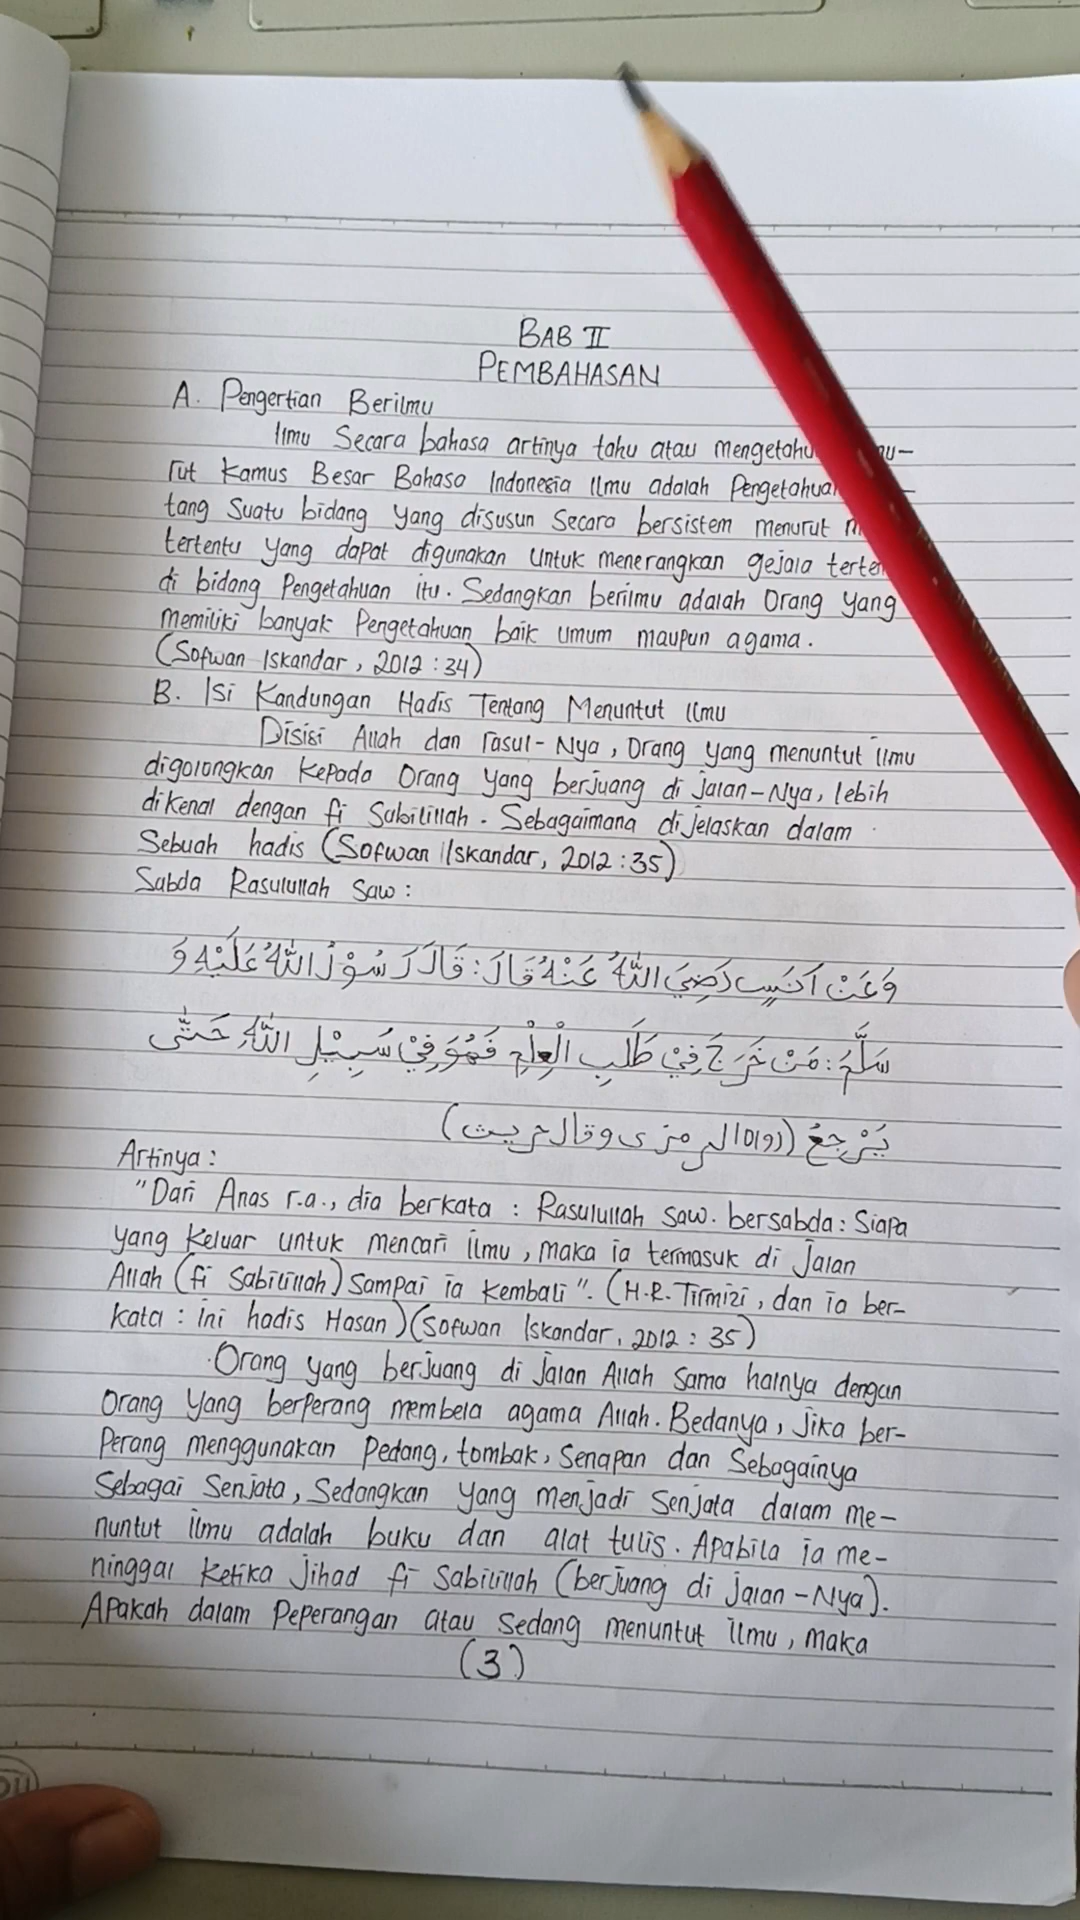 BAB II
PEMBAHASAN
A. Pengertian Berilmu
Ilmu Secara bahasa artinya tahu atau mengetahu nu-
rut Kamus Besar Bahasa Indonesia Ilmu adalah Pengetahuan
tang Suatu bidang yang disusun Secara bersistem menurut
tertentu yang dapat digunakan untuk menerangkan gejala terten
di bidang Pengetahuan itu. Sedangkan berilmu adalah Orang yang
memiliki banyak Pengetahuan baik umum maupun agama.
(Sofwan Iskandar, 2012 : 34)
B. Isi Kandungan Hadis Tentang Menuntut Ilmu
Disisi Allah dan rasul-Nya, Orang yang menuntut ilmu
digolongkan Kepada Orang yang berjuang di jalan-Nya, lebih
dikenal dengan fi Sabilillah. Sebagaimana dijelaskan dalam
Sebuah hadis (Sofwan Iskandar, 2012 : 35)
Sabda Rasulullah Saw :
وَعَنْ اَنَسٍ رَضِيَ اللّٰهُ عَنْهُ قَالَ : قَالَ رَسُوْلُ اللّٰهُ عَلَيْهِ وَ
سَلَّمَ : مَنْ خَرَجَ فِيْ طَلَبِ الْعِلْمِ فَهُوَ فِيْ سَبِيْلِ اللّٰهِ حَتّٰى
يَرْجِعُ
Artinya :
"Dari Anas r.a., dia berkata : Rasulullah saw. bersabda : Siapa
yang Keluar untuk mencari ilmu, maka ia termasuk di Jalan
Allah (fi Sabilillah) Sampai ia Kembali". (H.R. Tirmizi, dan ia ber-
kata : ini hadis Hasan) (Sofwan Iskandar, 2012 : 35)
Orang yang berjuang di Jalan Allah Sama halnya dengan
Orang Yang berperang membela agama Allah. Bedanya, Jika ber-
Perang menggunakan Pedang, tombak, Senapan dan Sebagainya
Sebagai Senjata, Sedangkan yang menjadi Senjata dalam me-
nuntut ilmu adalah buku dan alat tulis. Apabila ia me-
ninggal Ketika Jihad fi Sabilillah (berjuang di jalan-Nya).
Apakah dalam Peperangan atau Sedang menuntut ilmu, maka
(3)